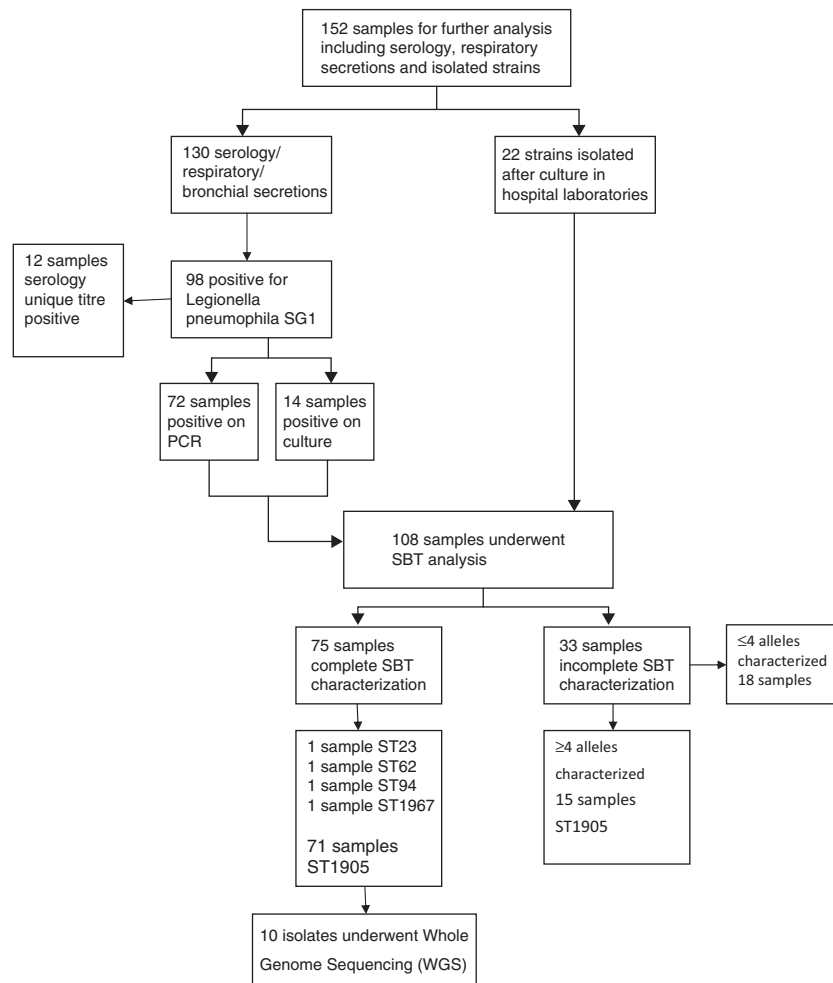 152 samples for further analysis
including serology, respiratory
secretions and isolated strains
130 serology/
respiratory/
bronchial secretions
22 strains isolated
after culture in
hospital laboratories
12 samples
serology
unique titre
positive
98 positive for
Legionella
pneumophila SG1
72 samples
positive on
PCR
14 samples
positive on
culture
108 samples underwent
SBT analysis
75 samples
complete SBT
characterization
33 samples
incomplete SBT
characterization
≤4 alleles
characterized
18 samples
1 sample ST23
1 sample ST62
1 sample ST94
1 sample ST1967
71 samples
ST1905
≥4 alleles
characterized
15 samples
ST1905
10 isolates underwent Whole
Genome Sequencing (WGS)